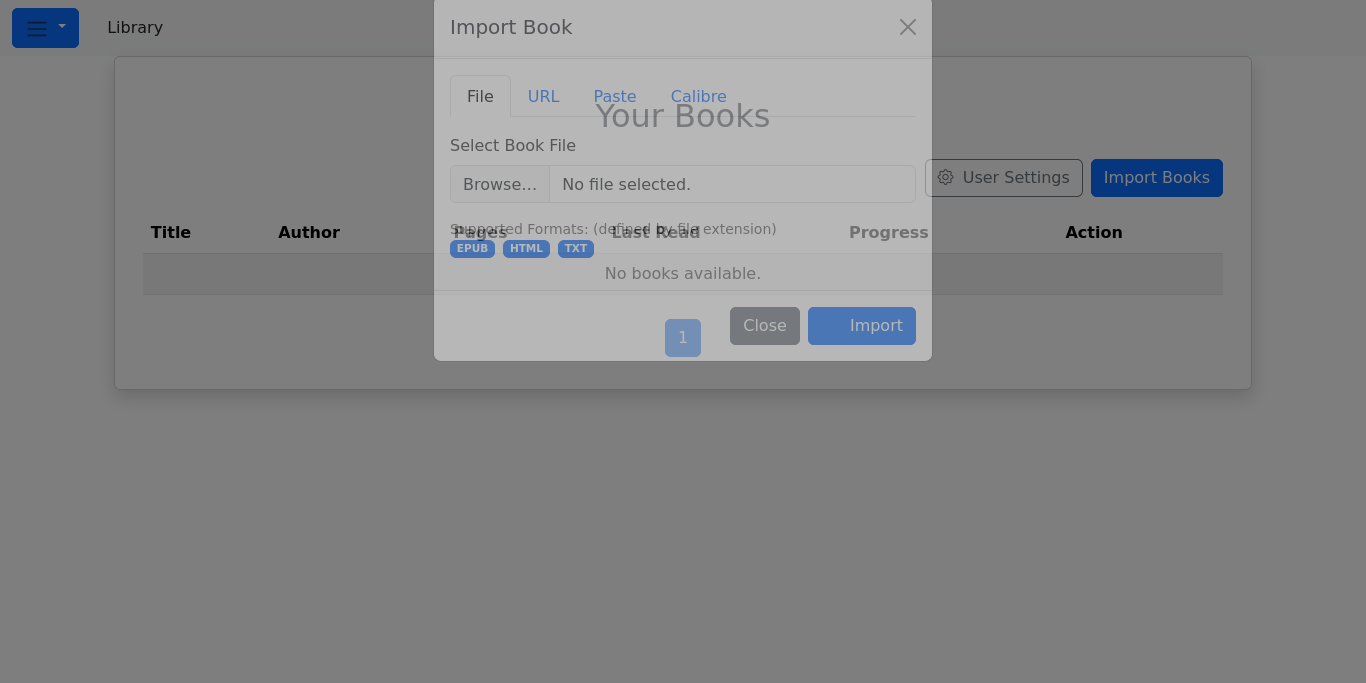 Library
Import Book
File URL Paste Calibre
Your Books
Select Book File
Browse... No file selected.
User Settings Import Books
Supported Formats: (defined by file extension)
Title Author Pages Last Read Progress Action
EPUB HTML TXT
No books available.
Close Import
1